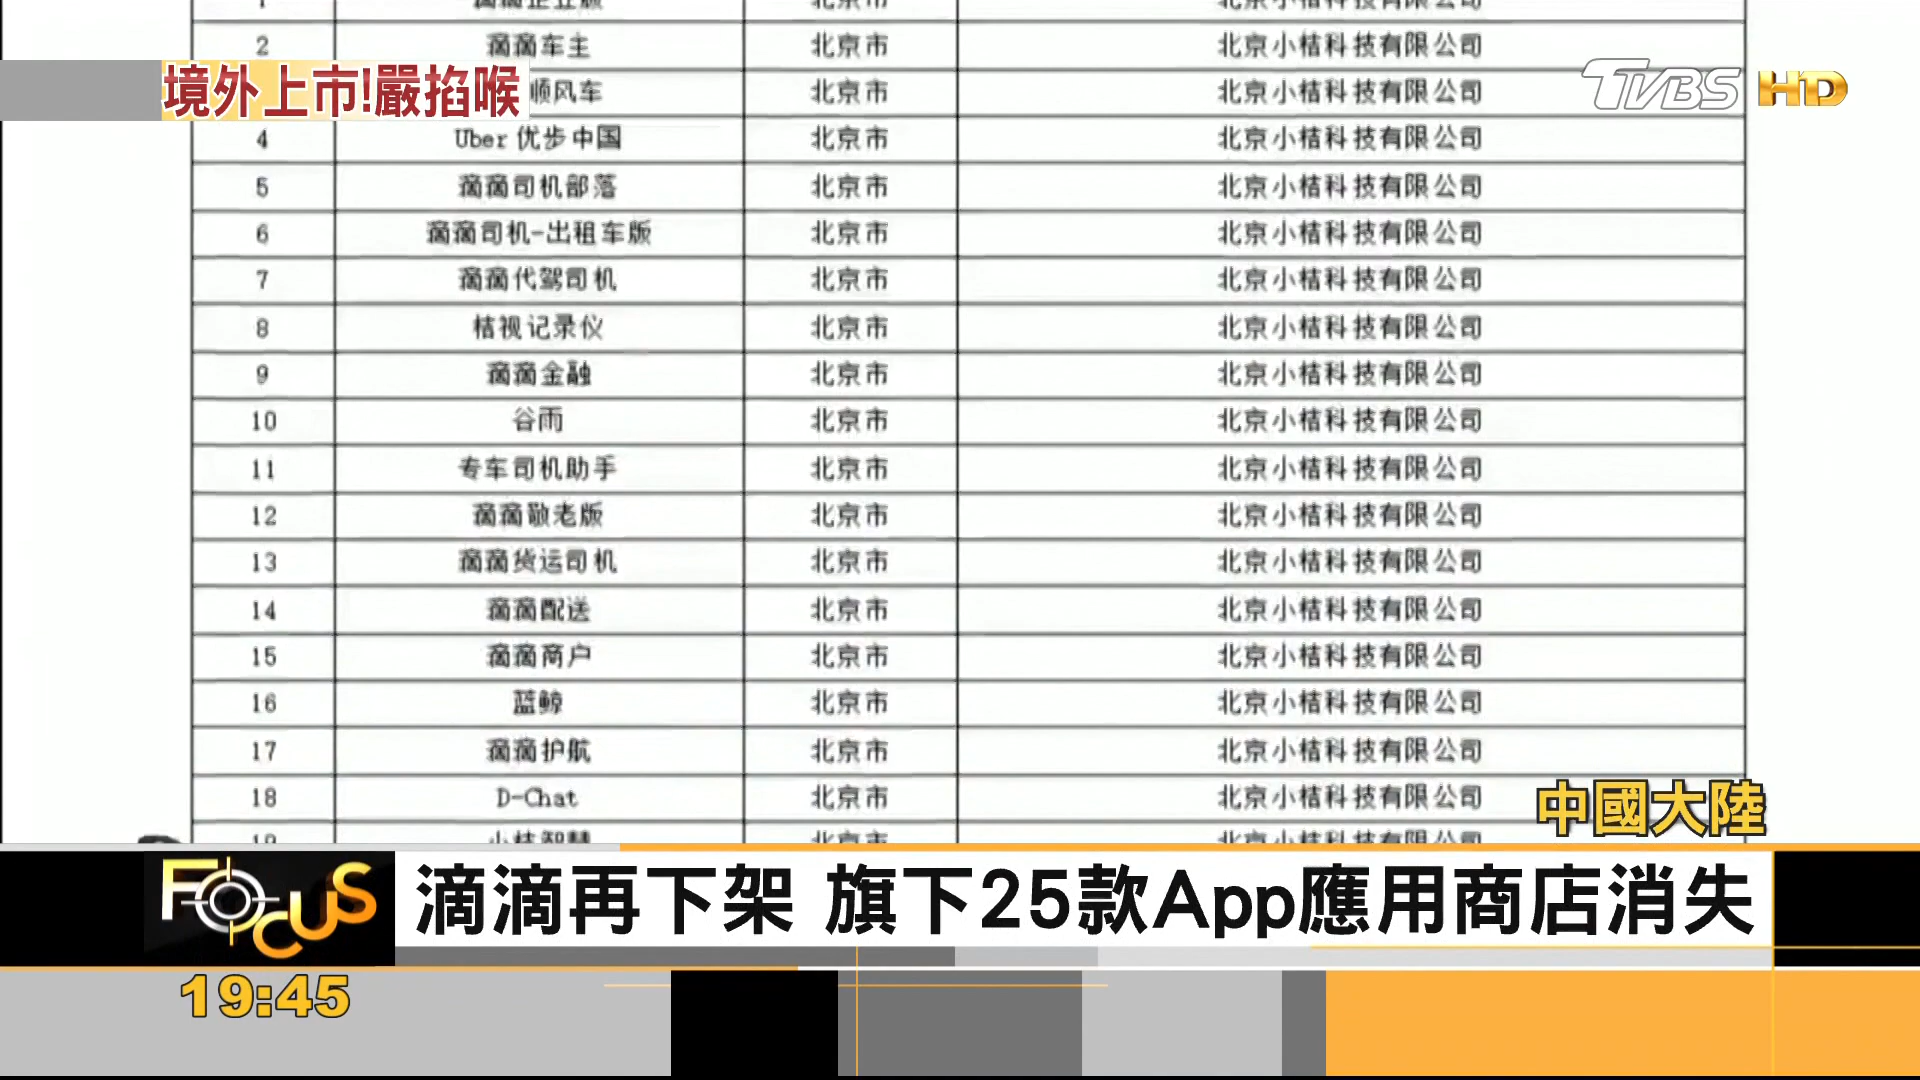 1 滴滴企业版 北京市 北京小桔科技有限公司
2 滴滴车主 北京市 北京小桔科技有限公司
境外上市!嚴掐喉
顺风车 北京市 北京小桔科技有限公司
TVBS HD
4 Uber 优步中国 北京市 北京小桔科技有限公司
5 滴滴司机部落 北京市 北京小桔科技有限公司
6 滴滴司机-出租车版 北京市 北京小桔科技有限公司
7 滴滴代驾司机 北京市 北京小桔科技有限公司
8 桔视记录仪 北京市 北京小桔科技有限公司
9 滴滴金融 北京市 北京小桔科技有限公司
10 谷雨 北京市 北京小桔科技有限公司
11 专车司机助手 北京市 北京小桔科技有限公司
12 滴滴敬老版 北京市 北京小桔科技有限公司
13 滴滴货运司机 北京市 北京小桔科技有限公司
14 滴滴配送 北京市 北京小桔科技有限公司
15 滴滴商户 北京市 北京小桔科技有限公司
16 蓝鲸 北京市 北京小桔科技有限公司
17 滴滴护航 北京市 北京小桔科技有限公司
18 D-Chat 北京市 北京小桔科技有限公司
19 小桔智慧 北京市 北京小桔科技有限公司
中國大陸
FOCUS
滴滴再下架 旗下25款App應用商店消失
19:45